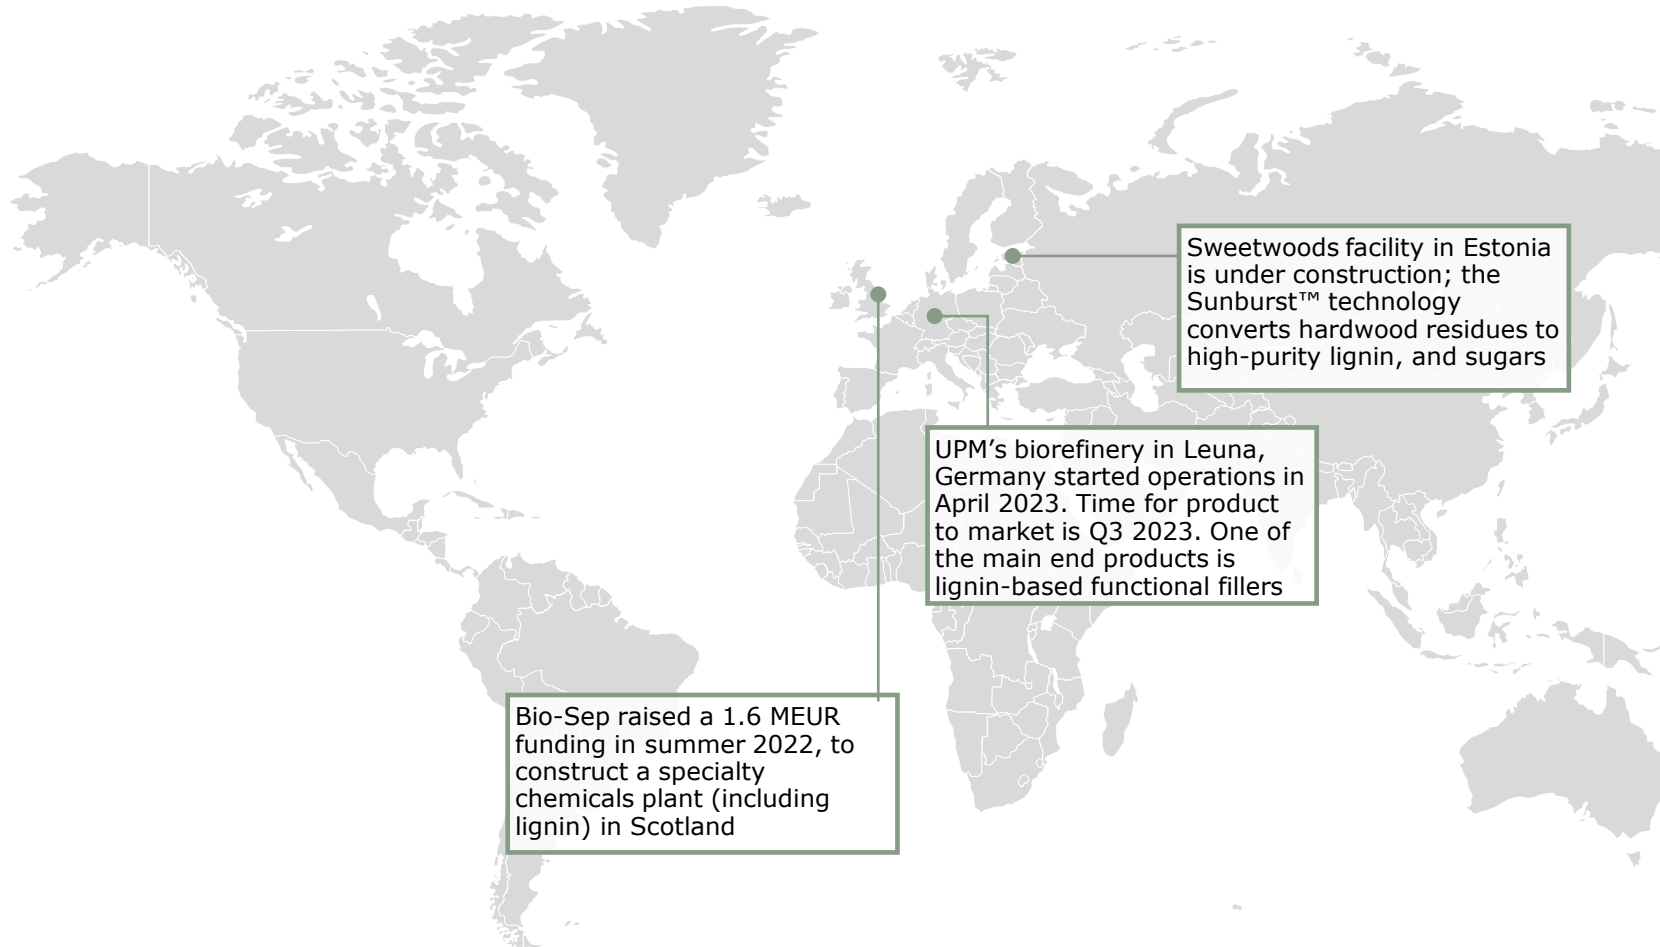 Sweetwoods facility in Estonia
is under construction; the
Sunburst™ technology
converts hardwood residues to
high-purity lignin, and sugars
UPM’s biorefinery in Leuna,
Germany started operations in
April 2023. Time for product
to market is Q3 2023. One of
the main end products is
lignin-based functional fillers
Bio-Sep raised a 1.6 MEUR
funding in summer 2022, to
construct a specialty
chemicals plant (including
lignin) in Scotland